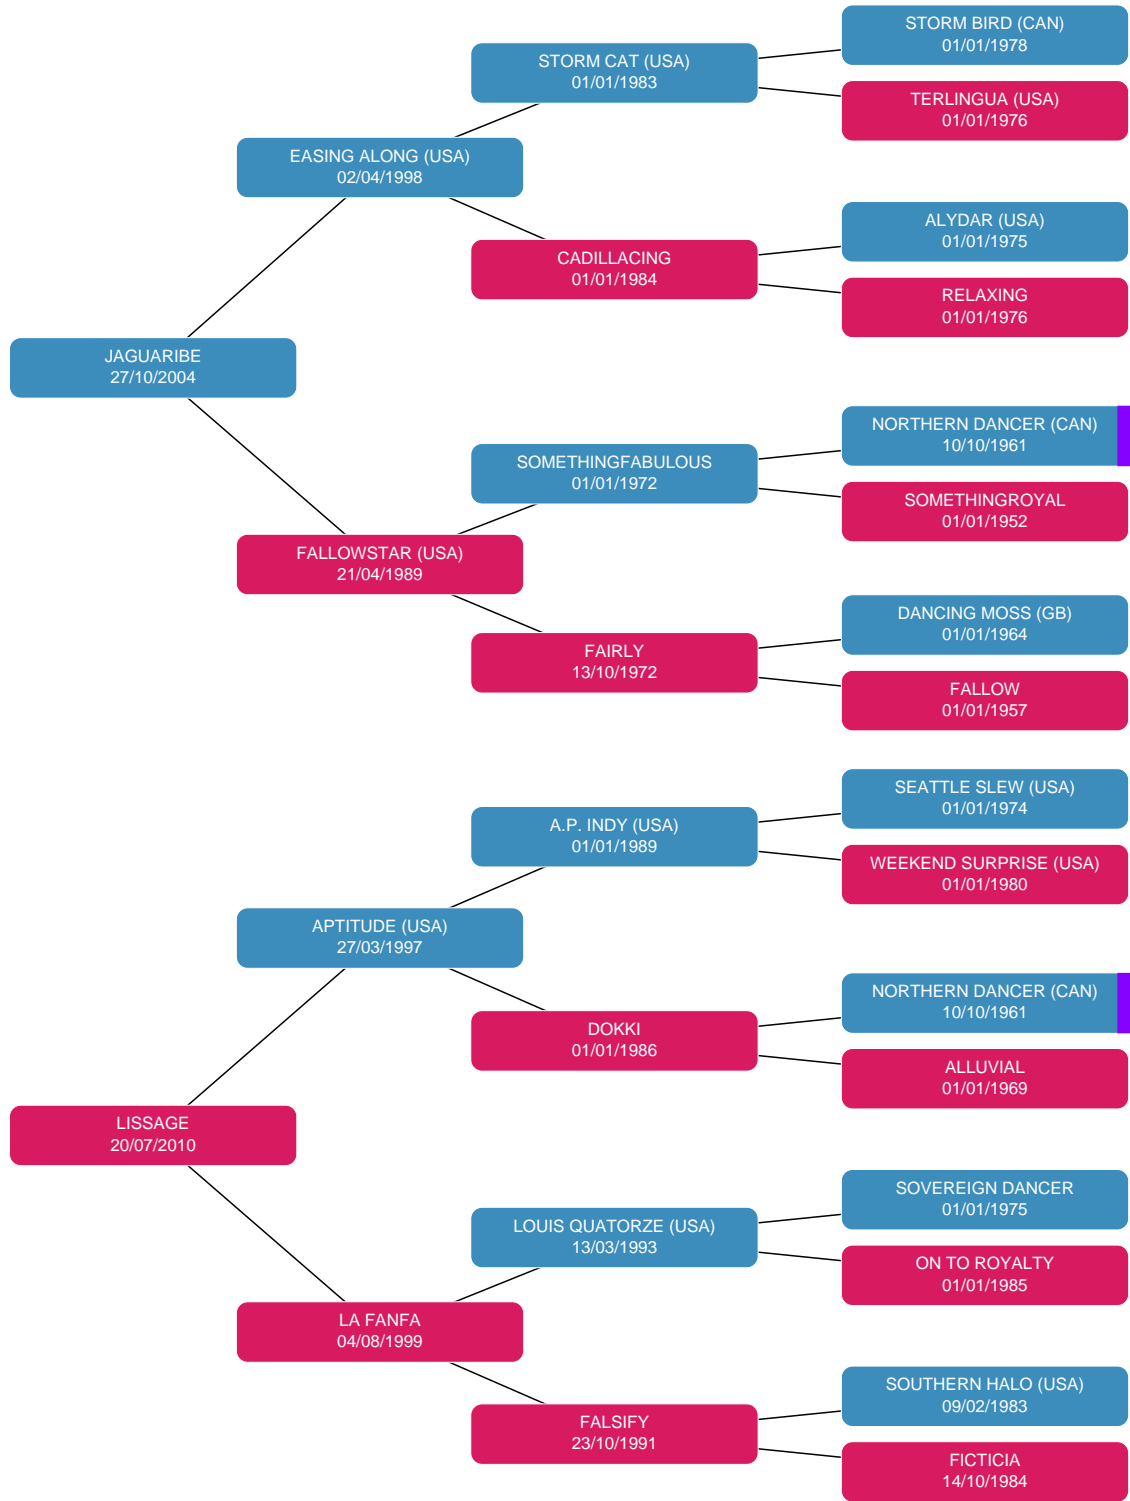 STORM BIRD (CAN)
01/01/1978
STORM CAT (USA)
01/01/1983
TERLINGUA (USA)
01/01/1976
EASING ALONG (USA)
02/04/1998
ALYDAR (USA)
01/01/1975
CADILLACING
01/01/1984
RELAXING
01/01/1976
JAGUARIBE
27/10/2004
NORTHERN DANCER (CAN)
10/10/1961
SOMETHINGFABULOUS
01/01/1972
SOMETHINGROYAL
01/01/1952
FALLOWSTAR (USA)
21/04/1989
DANCING MOSS (GB)
01/01/1964
FAIRLY
13/10/1972
FALLOW
01/01/1957
SEATTLE SLEW (USA)
01/01/1974
A.P. INDY (USA)
01/01/1989
WEEKEND SURPRISE (USA)
01/01/1980
APTITUDE (USA)
27/03/1997
NORTHERN DANCER (CAN)
10/10/1961
DOKKI
01/01/1986
ALLUVIAL
01/01/1969
LISSAGE
20/07/2010
SOVEREIGN DANCER
01/01/1975
LOUIS QUATORZE (USA)
13/03/1993
ON TO ROYALTY
01/01/1985
LA FANFA
04/08/1999
SOUTHERN HALO (USA)
09/02/1983
FALSIFY
23/10/1991
FICTICIA
14/10/1984